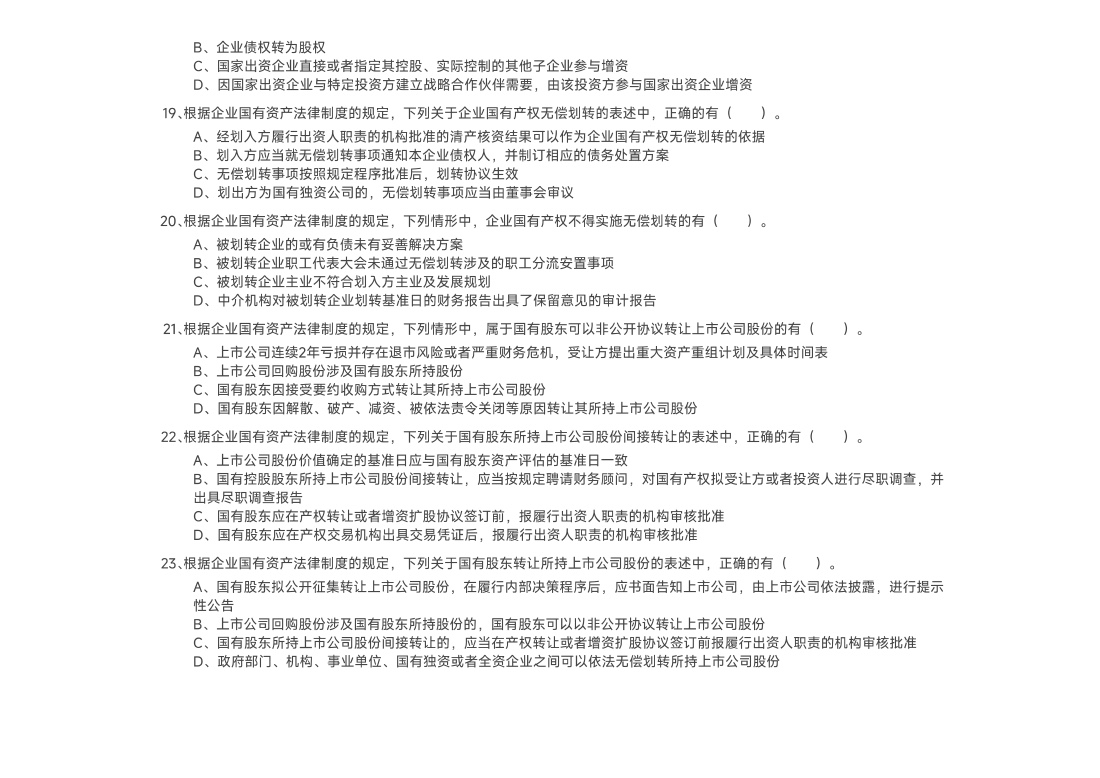 B、企业债权转为股权
C、国家出资企业直接或者指定其控股、实际控制的其他子企业参与增资
D、因国家出资企业与特定投资方建立战略合作伙伴需要，由该投资方参与国家出资企业增资
19、根据企业国有资产法律制度的规定，下列关于企业国有产权无偿划转的表述中，正确的有（　　）。
A、经划入方履行出资人职责的机构批准的清产核资结果可以作为企业国有产权无偿划转的依据
B、划入方应当就无偿划转事项通知本企业债权人，并制订相应的债务处置方案
C、无偿划转事项按照规定程序批准后，划转协议生效
D、划出方为国有独资公司的，无偿划转事项应当由董事会审议
20、根据企业国有资产法律制度的规定，下列情形中，企业国有产权不得实施无偿划转的有（　　）。
A、被划转企业的或有负债未有妥善解决方案
B、被划转企业职工代表大会未通过无偿划转涉及的职工分流安置事项
C、被划转企业主业不符合划入方主业及发展规划
D、中介机构对被划转企业划转基准日的财务报告出具了保留意见的审计报告
21、根据企业国有资产法律制度的规定，下列情形中，属于国有股东可以非公开协议转让上市公司股份的有（　　）。
A、上市公司连续2年亏损并存在退市风险或者严重财务危机，受让方提出重大资产重组计划及具体时间表
B、上市公司回购股份涉及国有股东所持股份
C、国有股东因接受要约收购方式转让其所持上市公司股份
D、国有股东因解散、破产、减资、被依法责令关闭等原因转让其所持上市公司股份
22、根据企业国有资产法律制度的规定，下列关于国有股东所持上市公司股份间接转让的表述中，正确的有（　　）。
A、上市公司股份价值确定的基准日应与国有股东资产评估的基准日一致
B、国有控股股东所持上市公司股份间接转让，应当按规定聘请财务顾问，对国有产权拟受让方或者投资人进行尽职调查，并
出具尽职调查报告
C、国有股东应在产权转让或者增资扩股协议签订前，报履行出资人职责的机构审核批准
D、国有股东应在产权交易机构出具交易凭证后，报履行出资人职责的机构审核批准
23、根据企业国有资产法律制度的规定，下列关于国有股东转让所持上市公司股份的表述中，正确的有（　　）。
A、国有股东拟公开征集转让上市公司股份，在履行内部决策程序后，应书面告知上市公司，由上市公司依法披露，进行提示
性公告
B、上市公司回购股份涉及国有股东所持股份的，国有股东可以以非公开协议转让上市公司股份
C、国有股东所持上市公司股份间接转让的，应当在产权转让或者增资扩股协议签订前报履行出资人职责的机构审核批准
D、政府部门、机构、事业单位、国有独资或者全资企业之间可以依法无偿划转所持上市公司股份